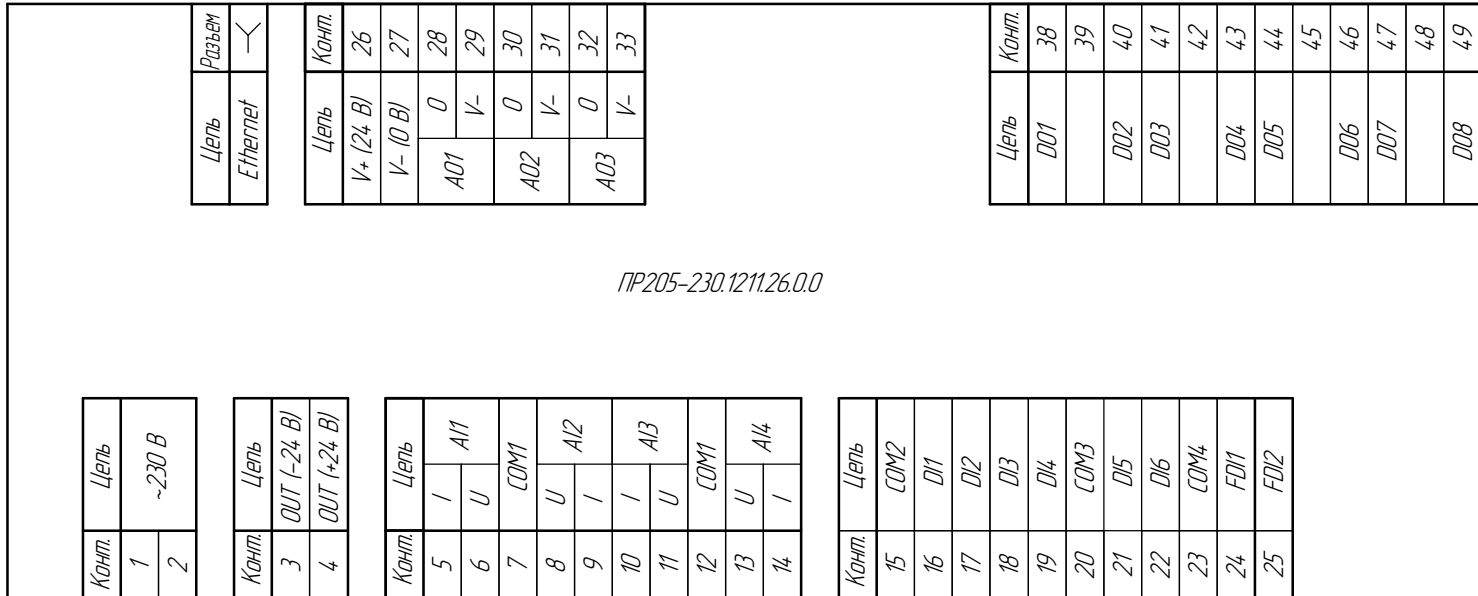 Цепь Разъем
Ethernet
Цепь Конт.
V+ (24 В) 26
V- (0 В) 27
AO1 O 28
V- 29
AO2 O 30
V- 31
AO3 O 32
V- 33
Цепь Конт.
DO1 38
39
DO2 40
DO3 41
42
DO4 43
DO5 44
45
DO6 46
DO7 47
48
DO8 49
ПР205-230.1211.26.0.0
Конт. Цепь
1 ~230 В
2
Конт. Цепь
3 OUT (-24 В)
4 OUT (+24 В)
Конт. Цепь
5 I AI1
6 U
7 COM1
8 U AI2
9 I
10 I AI3
11 U
12 COM1
13 U AI4
14 I
Конт. Цепь
15 COM2
16 DI1
17 DI2
18 DI3
19 DI4
20 COM3
21 DI5
22 DI6
23 COM4
24 FDI1
25 FDI2